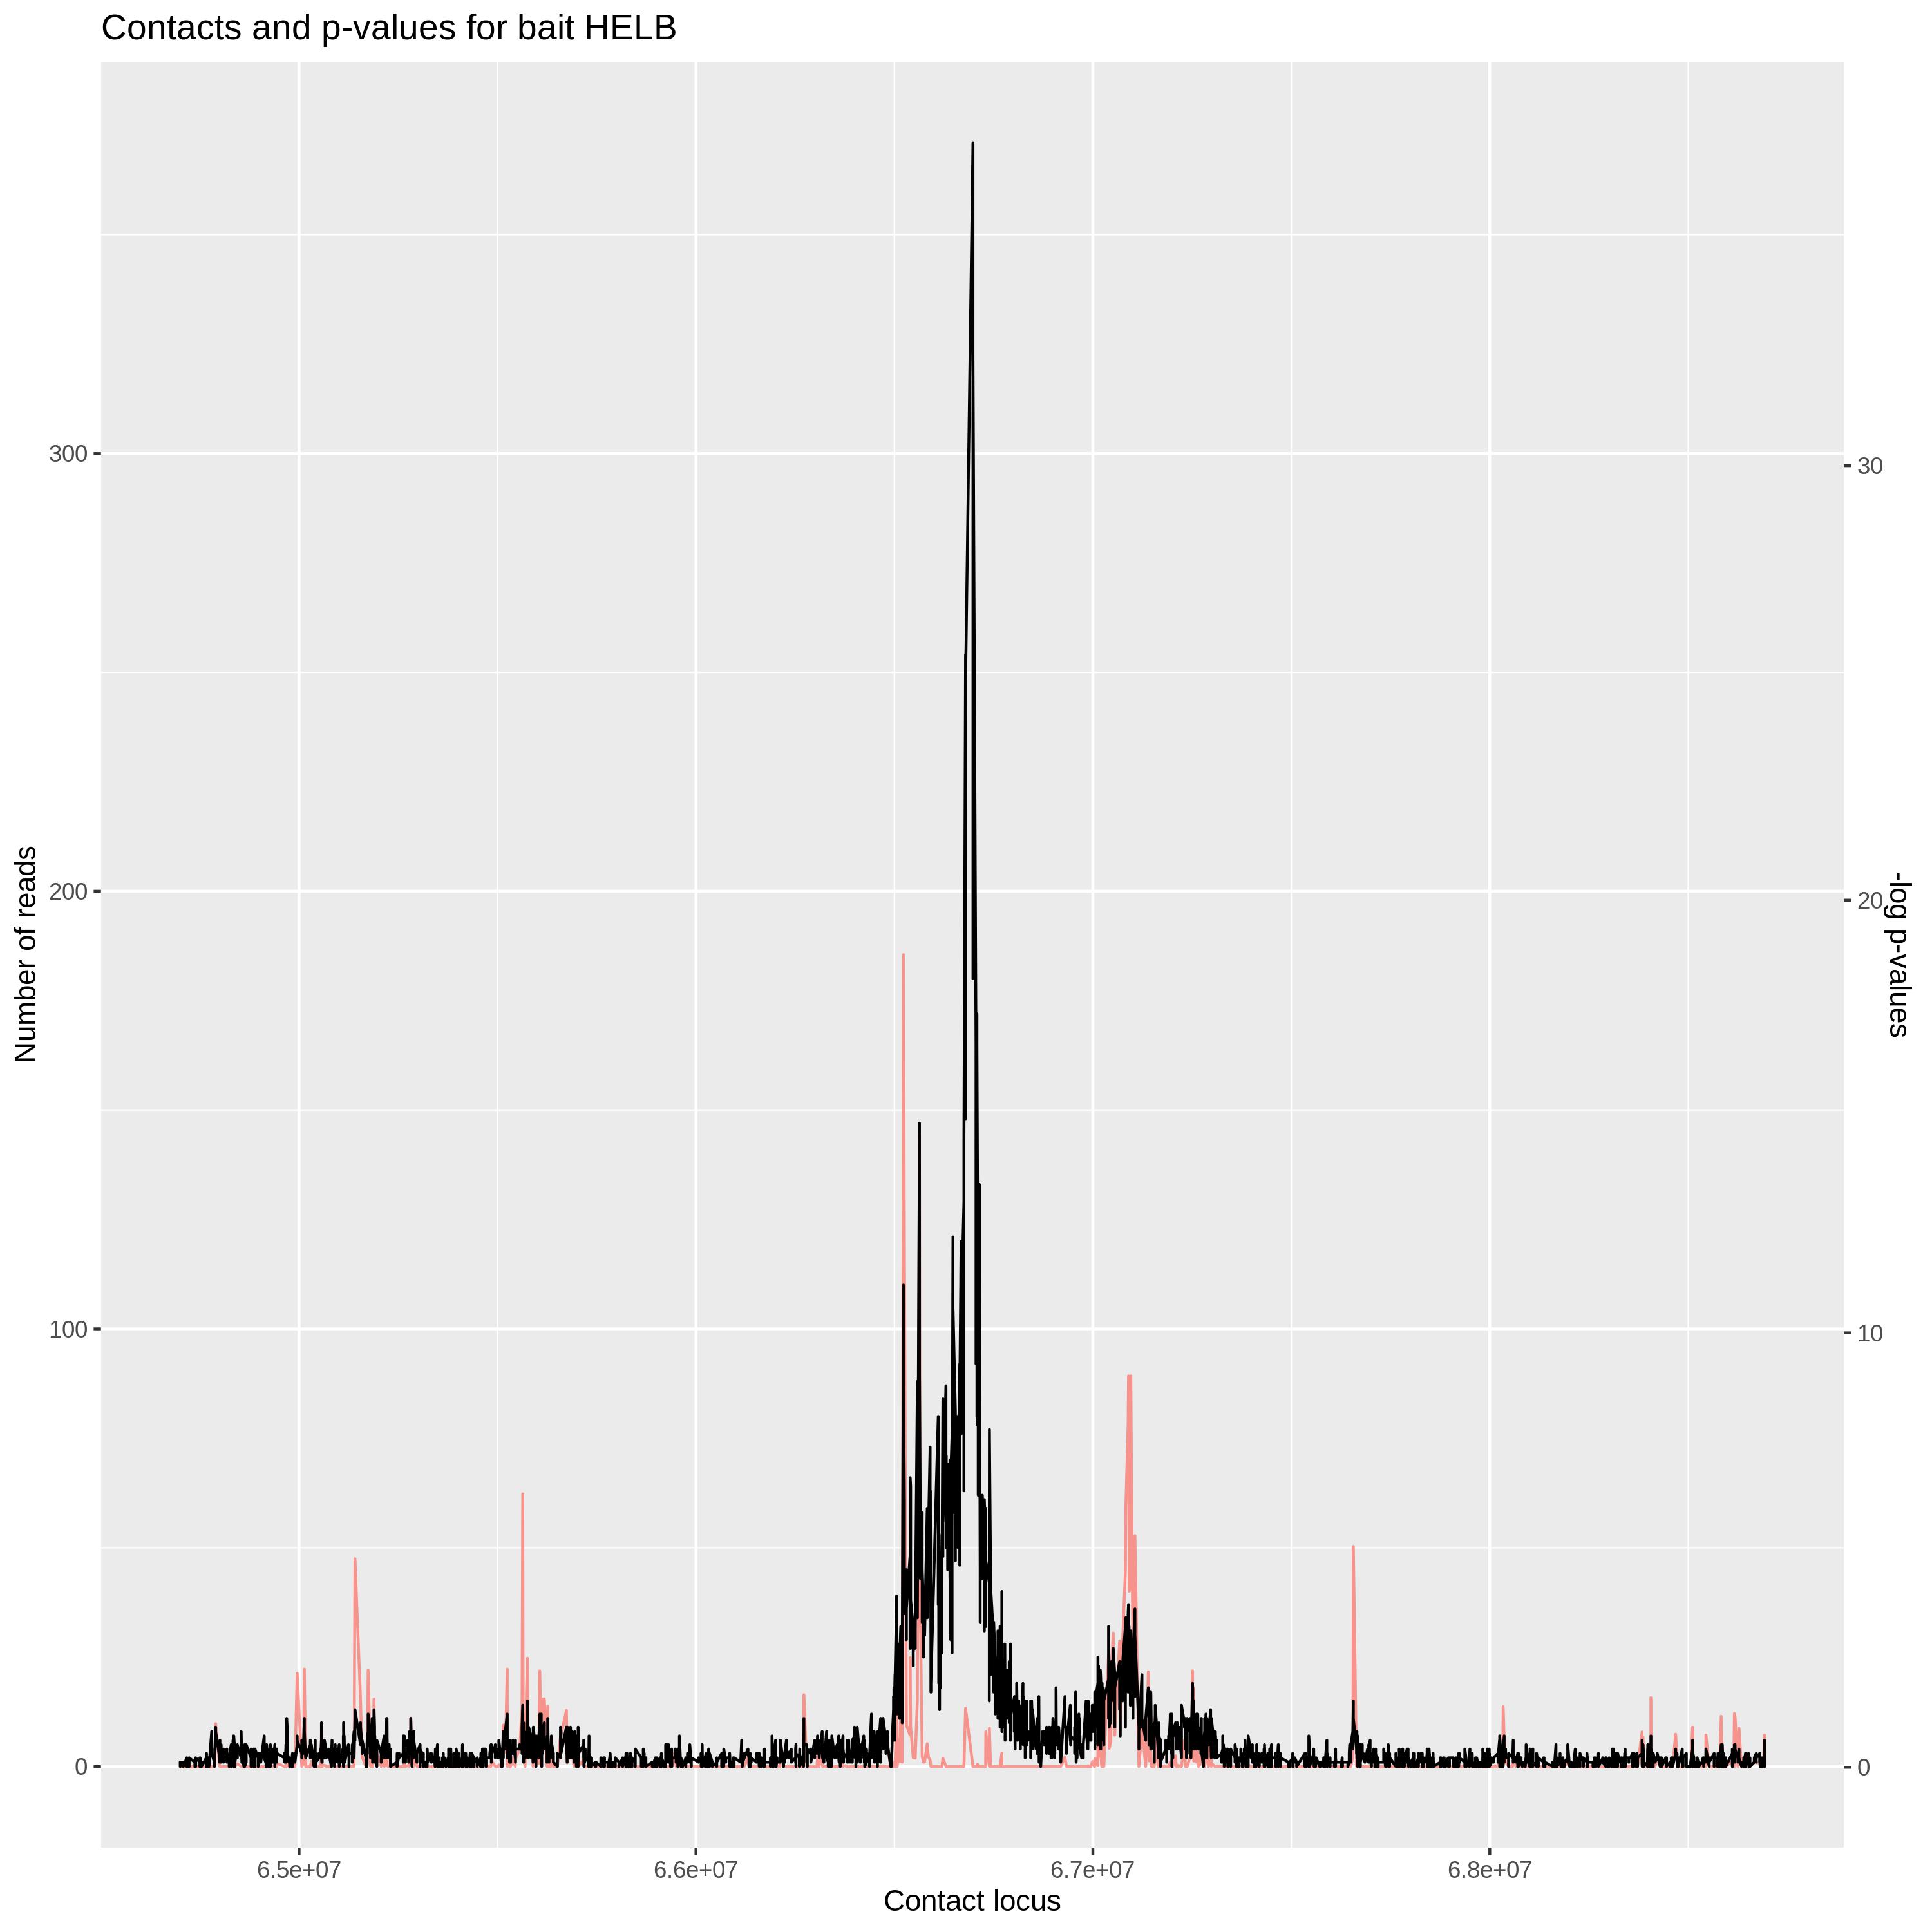 Contacts and p-values for bait HELB
300
200
100
0
Number of reads
30
20
10
0
-log p-values
6.5e+07
6.6e+07
6.7e+07
6.8e+07
Contact locus